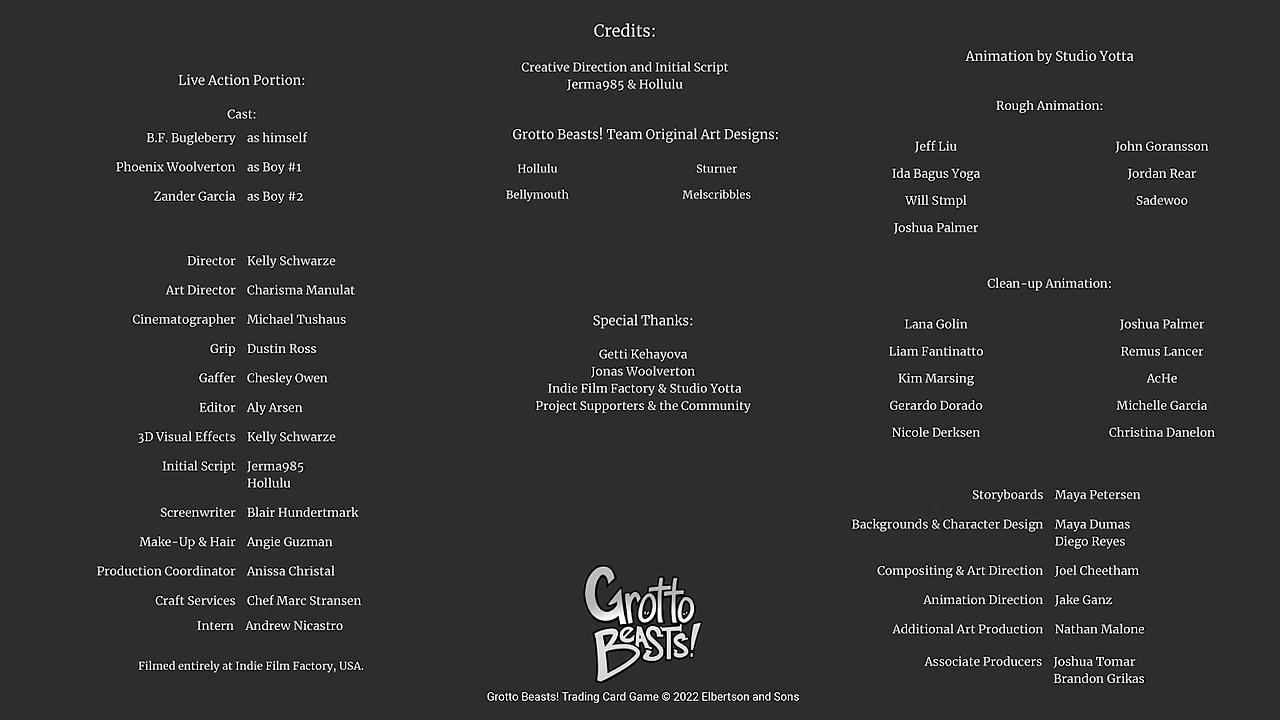 Credits:
Live Action Portion:
Cast:
B.F. Bugleberry as himself
Phoenix Woolverton as Boy #1
Zander Garcia as Boy #2
Director Kelly Schwarze
Art Director Charisma Manulat
Cinematographer Michael Tushaus
Grip Dustin Ross
Gaffer Chesley Owen
Editor Aly Arsen
3D Visual Effects Kelly Schwarze
Initial Script Jerma985
Hollulu
Screenwriter Blair Hundertmark
Make-Up & Hair Angie Guzman
Production Coordinator Anissa Christal
Craft Services Chef Marc Stransen
Intern Andrew Nicastro
Filmed entirely at Indie Film Factory, USA.
Creative Direction and Initial Script
Jerma985 & Hollulu
Grotto Beasts! Team Original Art Designs:
Hollulu Sturner
Bellymouth Melscribbles
Special Thanks:
Getti Kehayova
Jonas Woolverton
Indie Film Factory & Studio Yotta
Project Supporters & the Community
Grotto
Beasts!
Grotto Beasts! Trading Card Game © 2022 Elbertson and Sons
Animation by Studio Yotta
Rough Animation:
Jeff Liu John Goransson
Ida Bagus Yoga Jordan Rear
Will Stmpl Sadewoo
Joshua Palmer
Clean-up Animation:
Lana Golin Joshua Palmer
Liam Fantinatto Remus Lancer
Kim Marsing AcHe
Gerardo Dorado Michelle Garcia
Nicole Derksen Christina Danelon
Storyboards Maya Petersen
Backgrounds & Character Design Maya Dumas
Diego Reyes
Compositing & Art Direction Joel Cheetham
Animation Direction Jake Ganz
Additional Art Production Nathan Malone
Associate Producers Joshua Tomar
Brandon Grikas